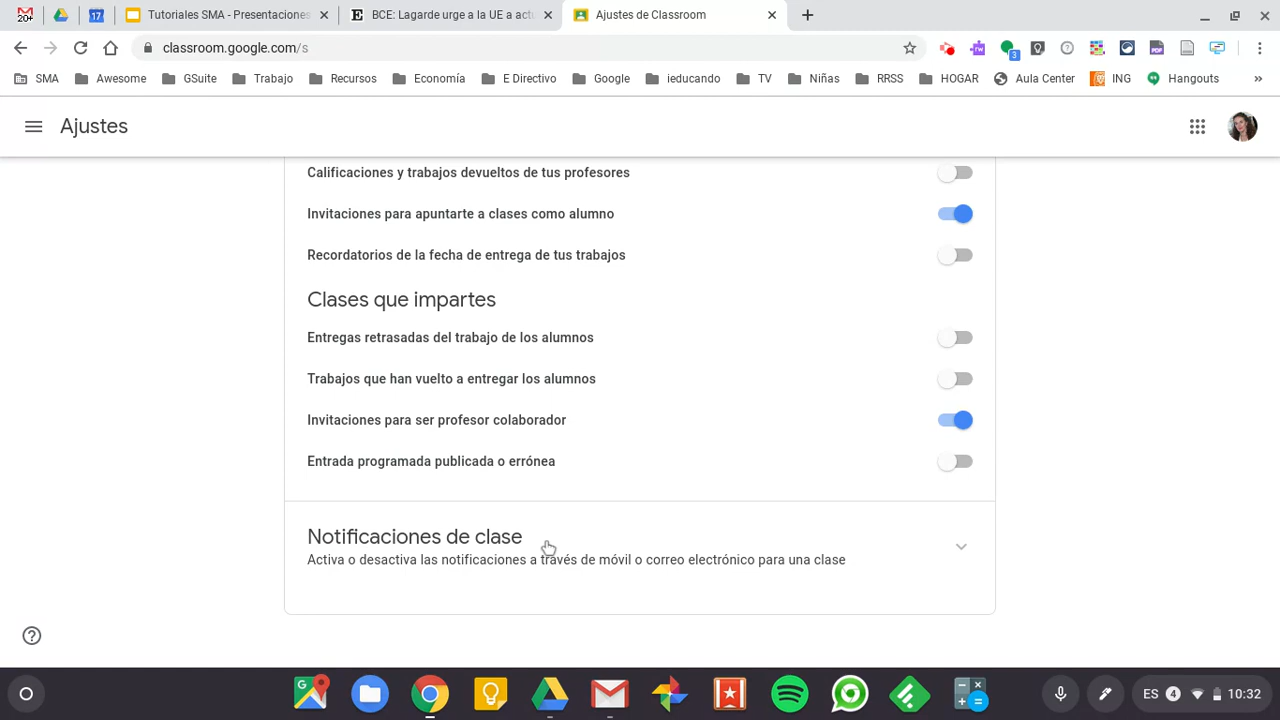 20+
17
Tutoriales SMA - Presentaciones
BCE: Lagarde urge a la UE a actu
Ajustes de Classroom
classroom.google.com/s
3
PDF
SMA
Awesome
GSuite
Trabajo
Recursos
Economía
E Directivo
Google
ieducando
TV
Niñas
RRSS
HOGAR
Aula Center
ING
Hangouts
Ajustes
Calificaciones y trabajos devueltos de tus profesores
Invitaciones para apuntarte a clases como alumno
Recordatorios de la fecha de entrega de tus trabajos
Clases que impartes
Entregas retrasadas del trabajo de los alumnos
Trabajos que han vuelto a entregar los alumnos
Invitaciones para ser profesor colaborador
Entrada programada publicada o errónea
Notificaciones de clase
Activa o desactiva las notificaciones a través de móvil o correo electrónico para una clase
ES 4 10:32